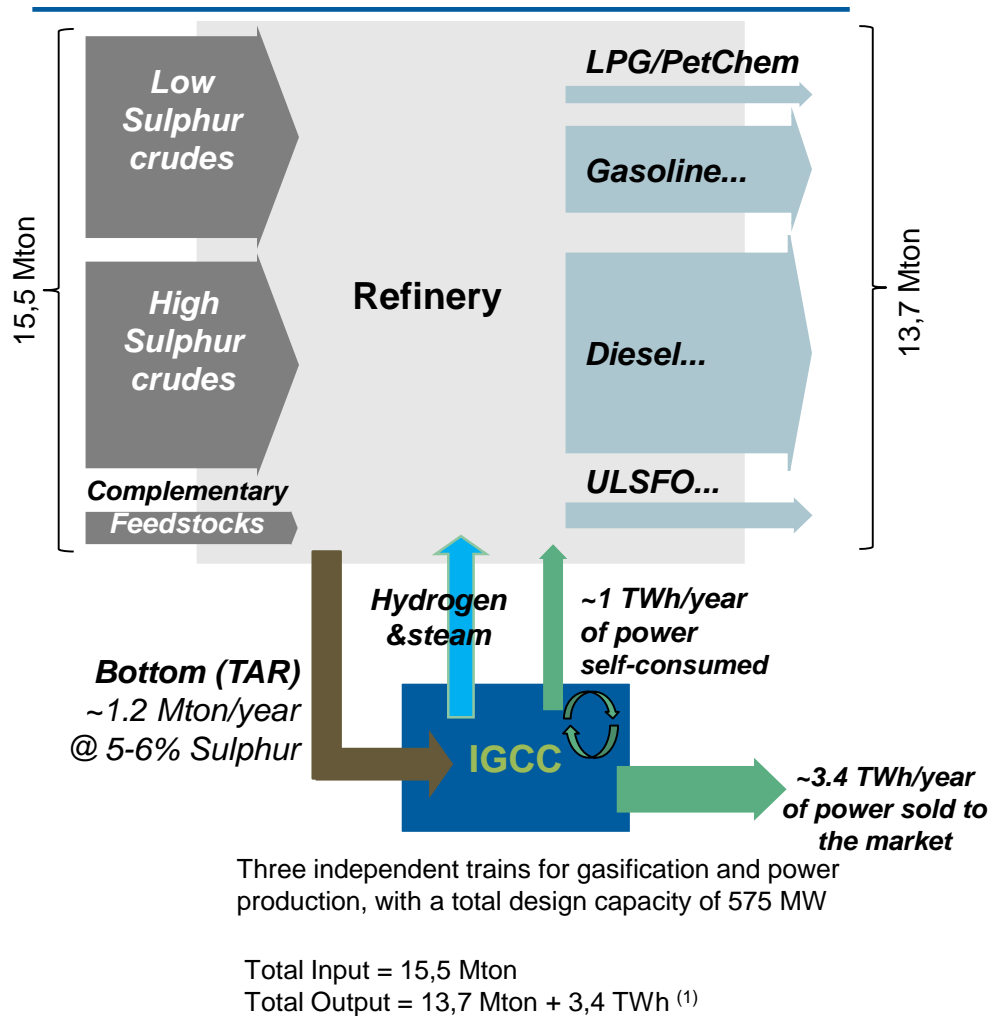 15,5 Mton
Low
Sulphur
crudes
High
Sulphur
crudes
Complementary
Feedstocks
Refinery
LPG/PetChem
Gasoline...
Diesel...
ULSFO...
13,7 Mton
Bottom (TAR)
~1.2 Mton/year
@ 5-6% Sulphur
Hydrogen
&steam
~1 TWh/year
of power
self-consumed
IGCC
~3.4 TWh/year
of power sold to
the market
Three independent trains for gasification and power
production, with a total design capacity of 575 MW
Total Input = 15,5 Mton
Total Output = 13,7 Mton + 3,4 TWh (1)